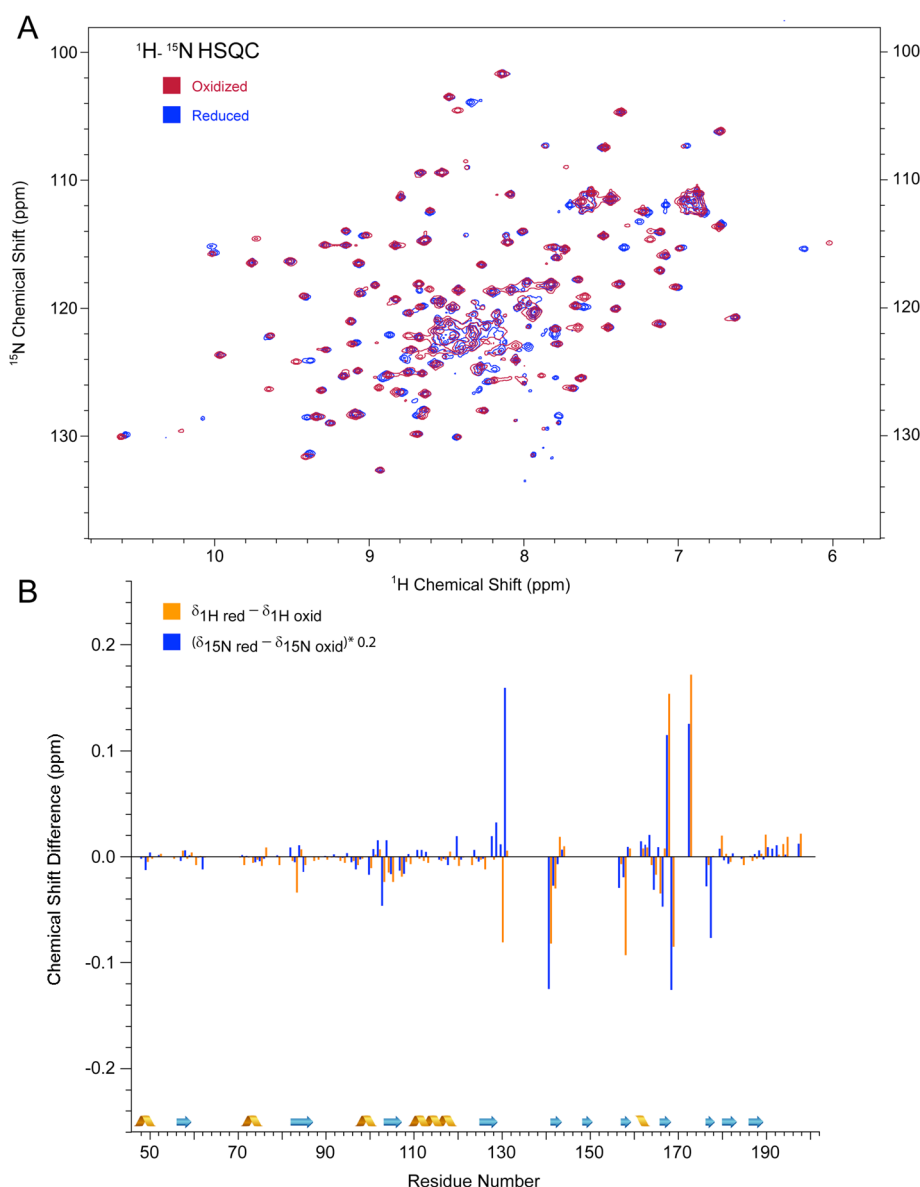 A
¹H- ¹⁵N HSQC
Oxidized
Reduced
100 100
110 110
120 120
130 130
¹⁵N Chemical Shift (ppm)
10 9 8 7 6
¹H Chemical Shift (ppm)
B
δ1H red – δ1H oxid
(δ15N red – δ15N oxid)* 0.2
0.2
0.1
0.0
-0.1
-0.2
Chemical Shift Difference (ppm)
50 70 90 110 130 150 170 190
Residue Number